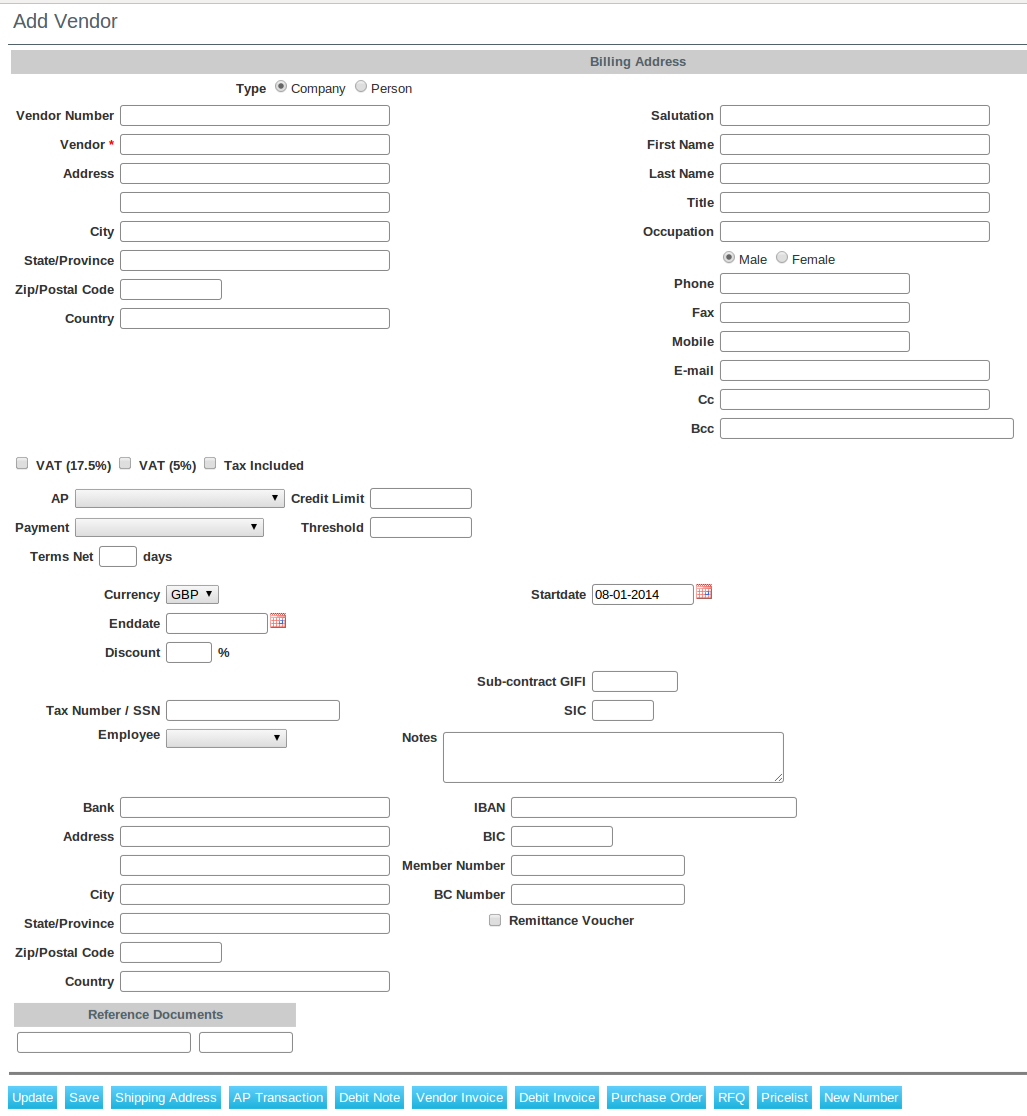 Add Vendor
Billing Address
Type Company Person
Vendor Number Salutation
Vendor * First Name
Address Last Name
Title
City Occupation
State/Province Male Female
Zip/Postal Code Phone
Country Fax
Mobile
E-mail
Cc
Bcc
VAT (17.5%) VAT (5%) Tax Included
AP Credit Limit
Payment Threshold
Terms Net days
Currency GBP Startdate 08-01-2014
Enddate
Discount %
Sub-contract GIFI
Tax Number / SSN SIC
Employee Notes
Bank IBAN
Address BIC
Member Number
City BC Number
State/Province Remittance Voucher
Zip/Postal Code
Country
Reference Documents
Update Save Shipping Address AP Transaction Debit Note Vendor Invoice Debit Invoice Purchase Order RFQ Pricelist New Number